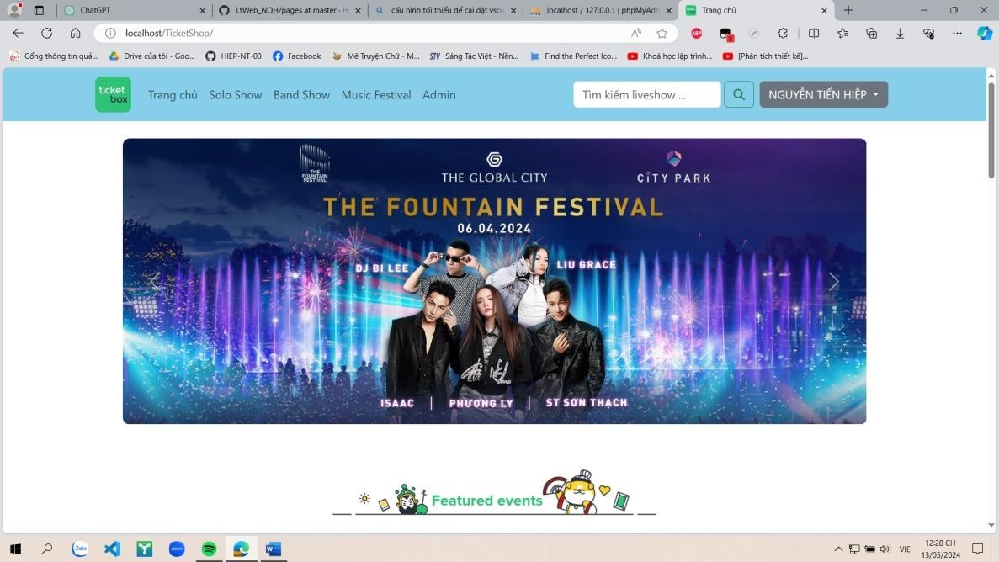 ChatGPT
LtWeb_NQH/pages at master · H
cấu hình tối thiểu để cài đặt vsco
localhost / 127.0.0.1 | phpMyAdn
Trang chủ
localhost/TicketShop/
ABP
Cổng thông tin quả...
Drive của tôi - Goo...
HIEP-NT-03
Facebook
Mê Truyện Chữ - M...
STV
Sáng Tác Việt - Nền...
Find the Perfect Ico...
Khoá học lập trình...
[Phân tích thiết kế]...
ticket
box
Trang chủ
Solo Show
Band Show
Music Festival
Admin
Tìm kiếm liveshow ...
NGUYỄN TIẾN HIỆP
THE
FOUNTAIN
FESTIVAL
THE GLOBAL CITY
CITY PARK
THE FOUNTAIN FESTIVAL
06.04.2024
DJ BI LEE
LIU GRACE
ISAAC
PHƯƠNG LY
ST SƠN THẠCH
Featured events
Zalo
zoom
VIE
12:28 CH
13/05/2024